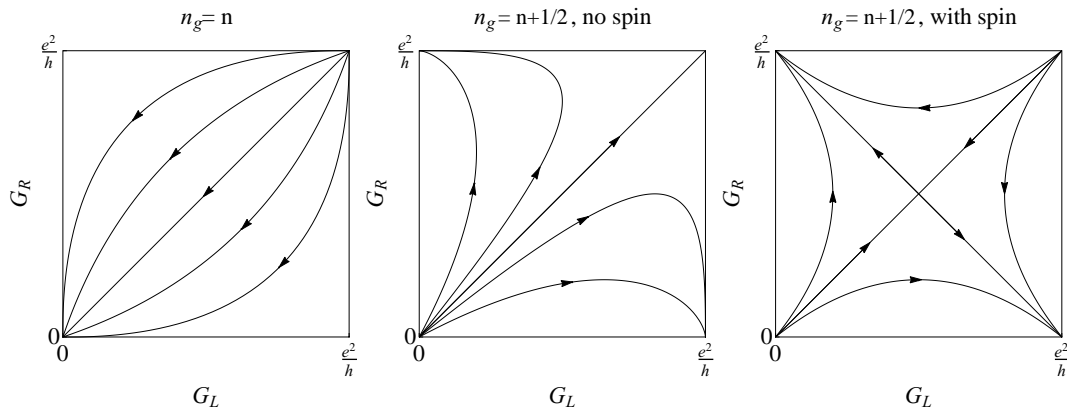 n_g = n
e²/h
G_R
0
0
e²/h
G_L
n_g = n+1/2 , no spin
e²/h
G_R
0
0
e²/h
G_L
n_g = n+1/2 , with spin
e²/h
G_R
0
0
e²/h
G_L